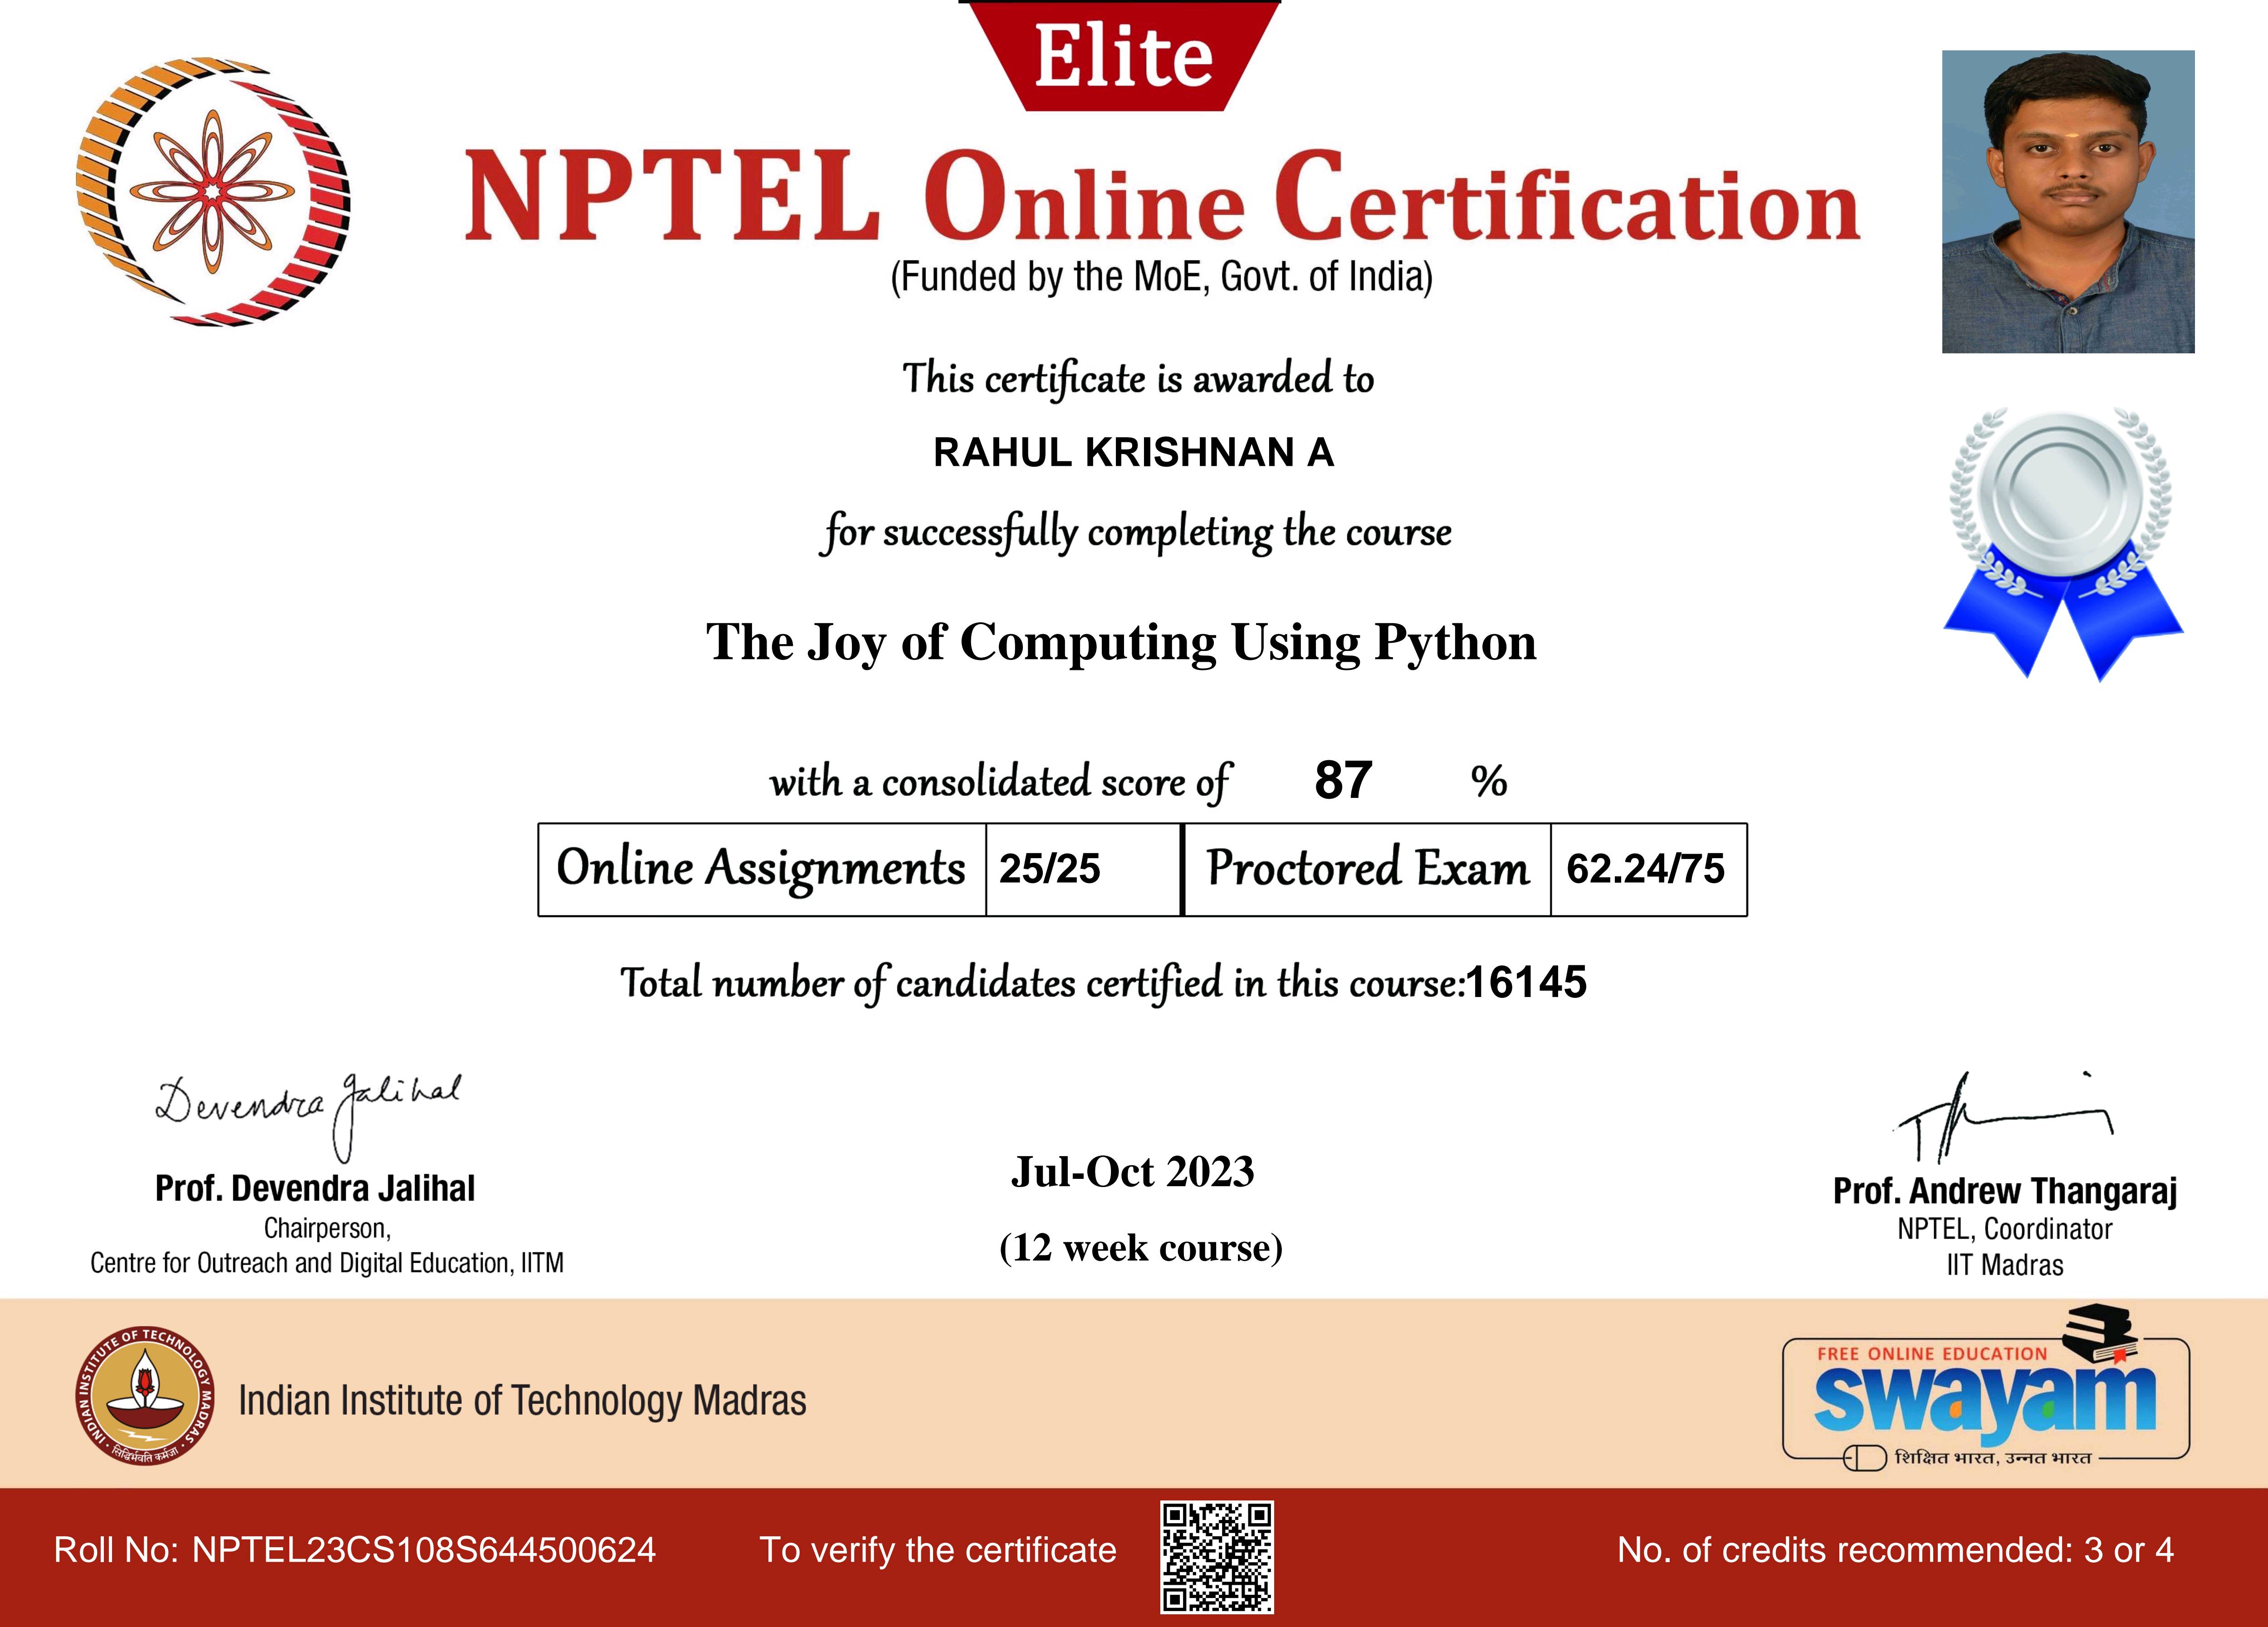 Elite
NPTEL Online Certification
(Funded by the MoE, Govt. of India)
This certificate is awarded to
RAHUL KRISHNAN A
for successfully completing the course
The Joy of Computing Using Python
with a consolidated score of 87 %
Online Assignments 25/25 Proctored Exam 62.24/75
Total number of candidates certified in this course:16145
Devendra Jalihal
Prof. Devendra Jalihal
Chairperson,
Centre for Outreach and Digital Education, IITM
Jul-Oct 2023
(12 week course)
Prof. Andrew Thangaraj
NPTEL, Coordinator
IIT Madras
INDIAN INSTITUTE OF TECHNOLOGY MADRAS
सिद्धिर्भवति कर्मजा
Indian Institute of Technology Madras
FREE ONLINE EDUCATION
swayam
शिक्षित भारत, उन्नत भारत
Roll No: NPTEL23CS108S644500624
To verify the certificate
No. of credits recommended: 3 or 4